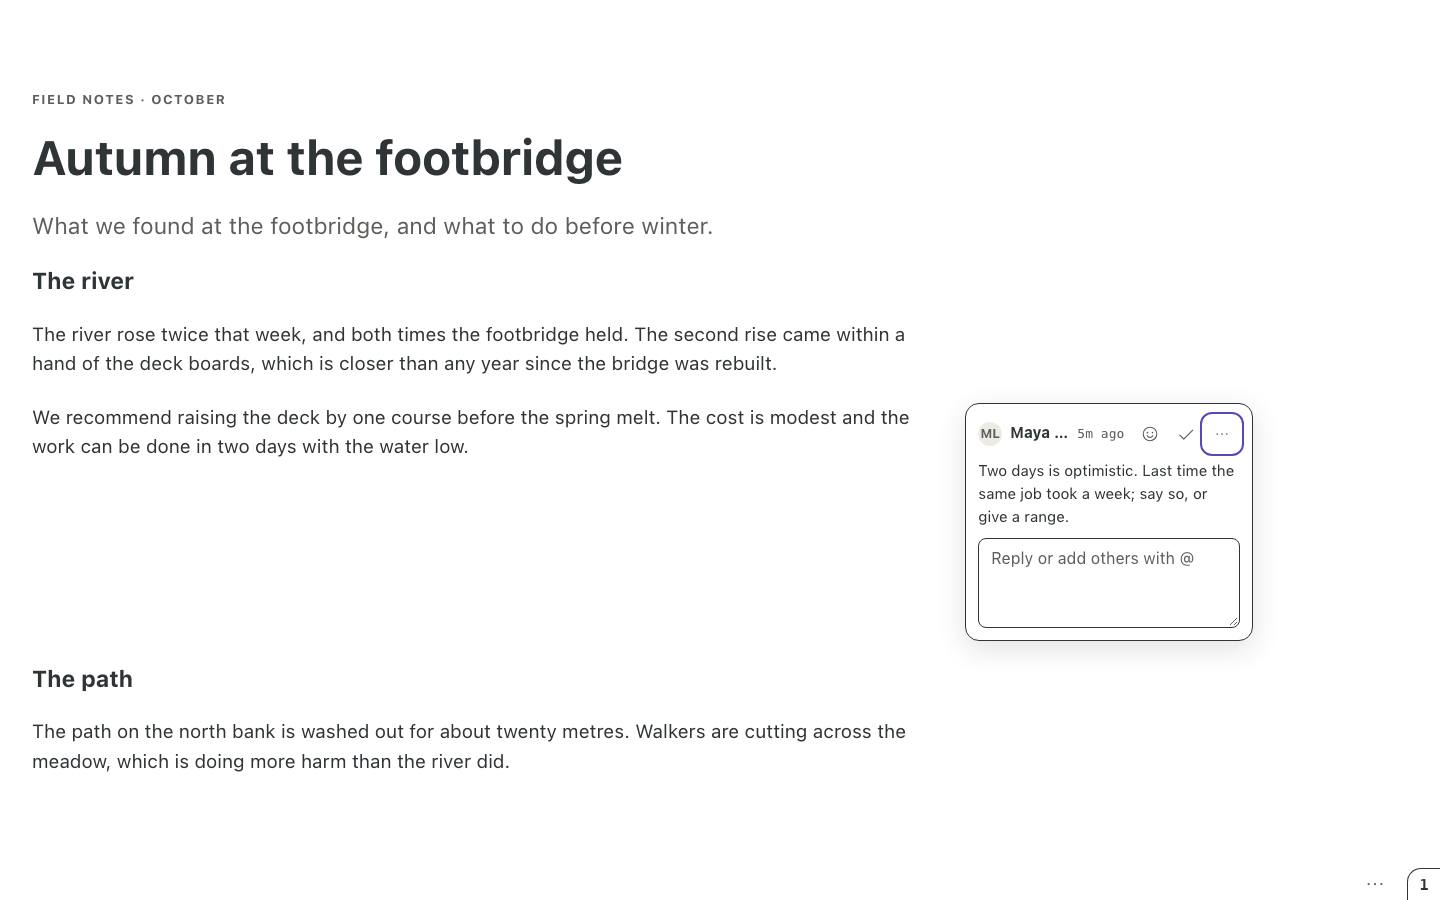 FIELD NOTES · OCTOBER
Autumn at the footbridge
What we found at the footbridge, and what to do before winter.
The river
The river rose twice that week, and both times the footbridge held. The second rise came within a
hand of the deck boards, which is closer than any year since the bridge was rebuilt.
We recommend raising the deck by one course before the spring melt. The cost is modest and the
work can be done in two days with the water low.
ML Maya ... 5m ago
Two days is optimistic. Last time the
same job took a week; say so, or
give a range.
Reply or add others with @
The path
The path on the north bank is washed out for about twenty metres. Walkers are cutting across the
meadow, which is doing more harm than the river did.
1